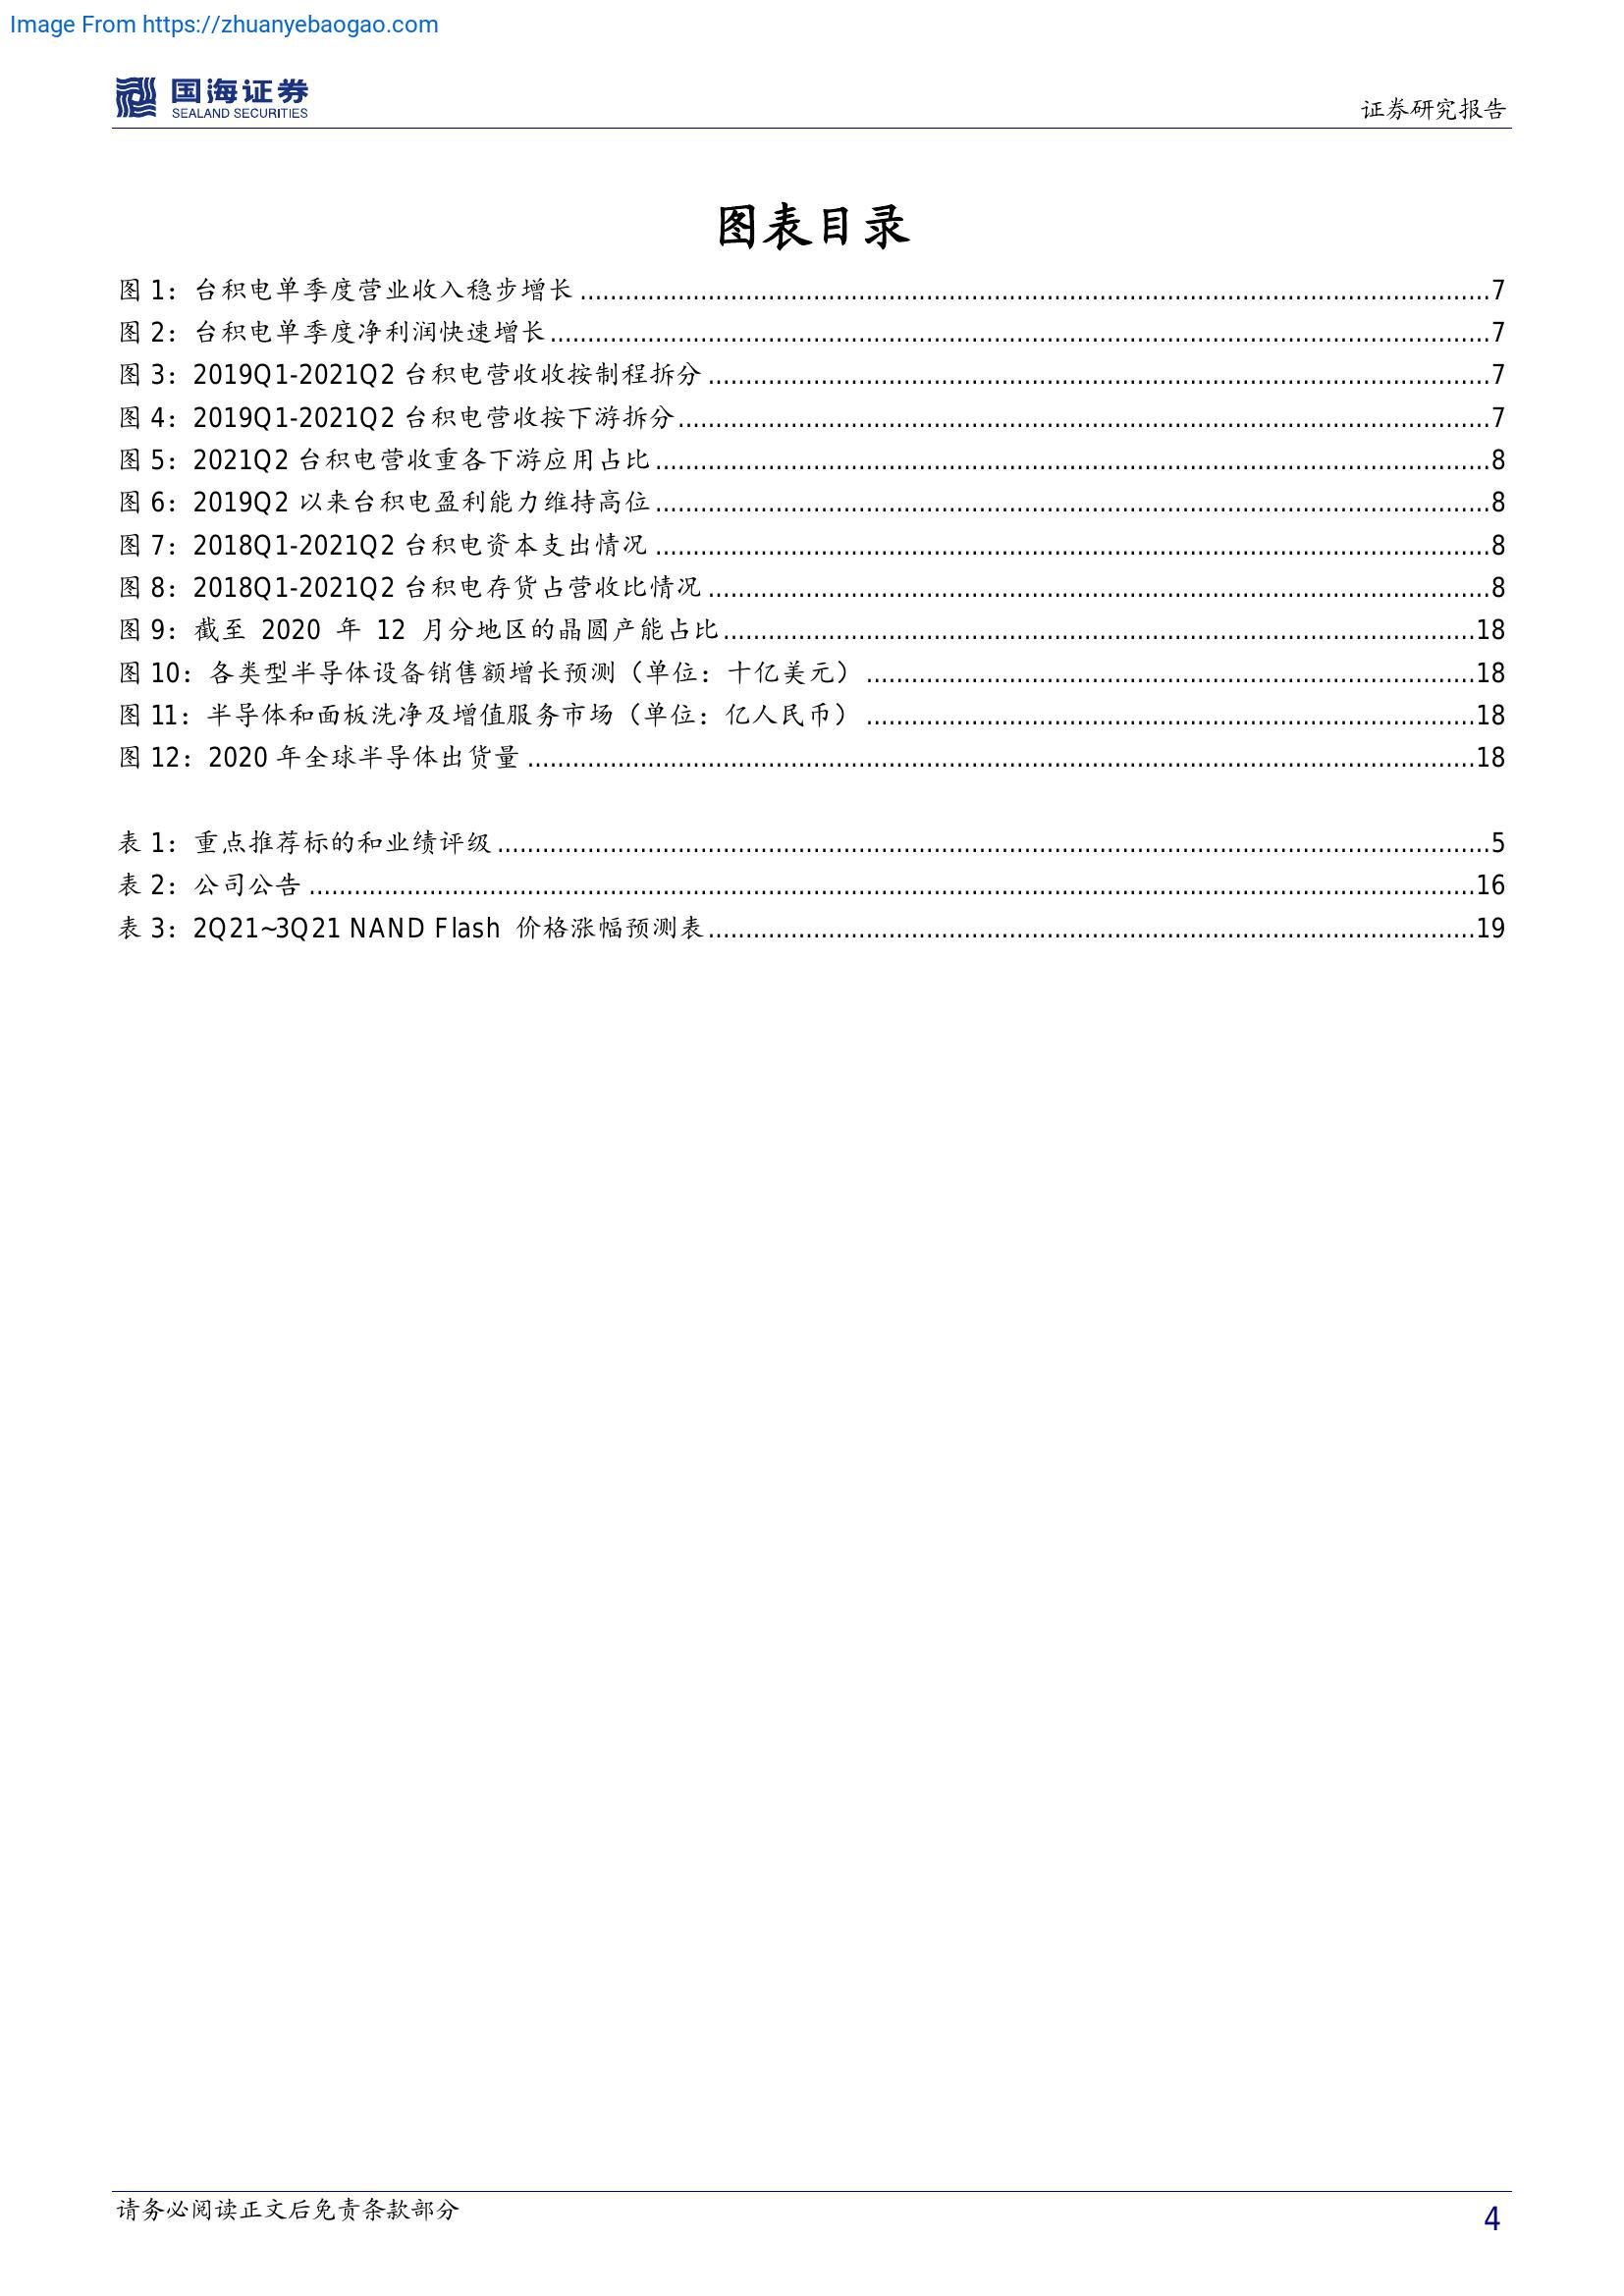 Image From https://zhuanyebaogao.com
国海证券
SEALAND SECURITIES
证券研究报告
图表目录
图 1：台积电单季度营业收入稳步增长 ........ 7
图 2：台积电单季度净利润快速增长 ........ 7
图 3：2019Q1-2021Q2 台积电营收收按制程拆分 ........ 7
图 4：2019Q1-2021Q2 台积电营收按下游拆分 ........ 7
图 5：2021Q2 台积电营收重各下游应用占比 ........ 8
图 6：2019Q2 以来台积电盈利能力维持高位 ........ 8
图 7：2018Q1-2021Q2 台积电资本支出情况 ........ 8
图 8：2018Q1-2021Q2 台积电存货占营收比情况 ........ 8
图 9：截至 2020 年 12 月分地区的晶圆产能占比 ........ 18
图 10：各类型半导体设备销售额增长预测（单位：十亿美元） ........ 18
图 11：半导体和面板洗净及增值服务市场（单位：亿人民币） ........ 18
图 12：2020 年全球半导体出货量 ........ 18
表 1：重点推荐标的和业绩评级 ........ 5
表 2：公司公告 ........ 16
表 3：2Q21~3Q21 NAND Flash 价格涨幅预测表 ........ 19
请务必阅读正文后免责条款部分
4